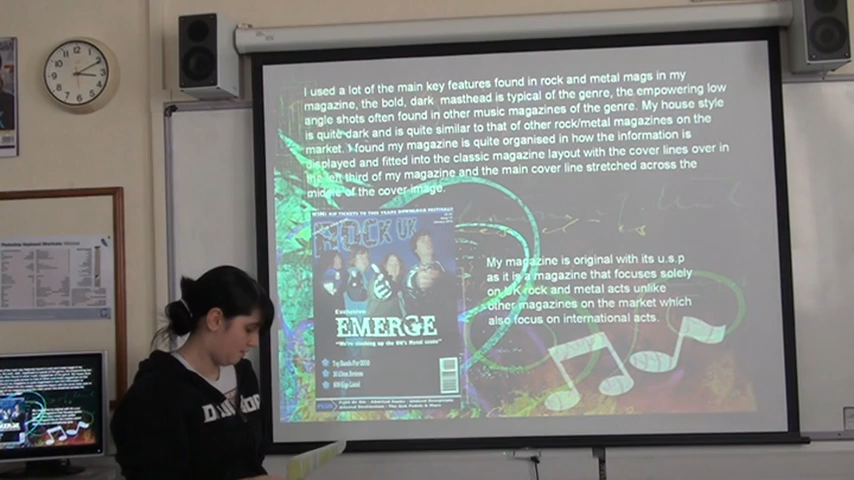 I used a lot of the main key features found in rock and metal mags in my
magazine, the bold, dark masthead is typical of the genre, the empowering low
angle shots often found in other music magazines of the genre. My house style
is quite dark and is quite similar to that of other rock/metal magazines on the
market. I found my magazine is quite organised in how the information is
displayed and fitted into the classic magazine layout with the cover lines over in
the left third of my magazine and the main cover line stretched across the
middle of the cover image.
ROCK UK
Exclusive
EMERGE
My magazine is original with its u.s.p
as it is a magazine that focuses solely
on UK rock and metal acts unlike
other magazines on the market which
also focus on international acts.